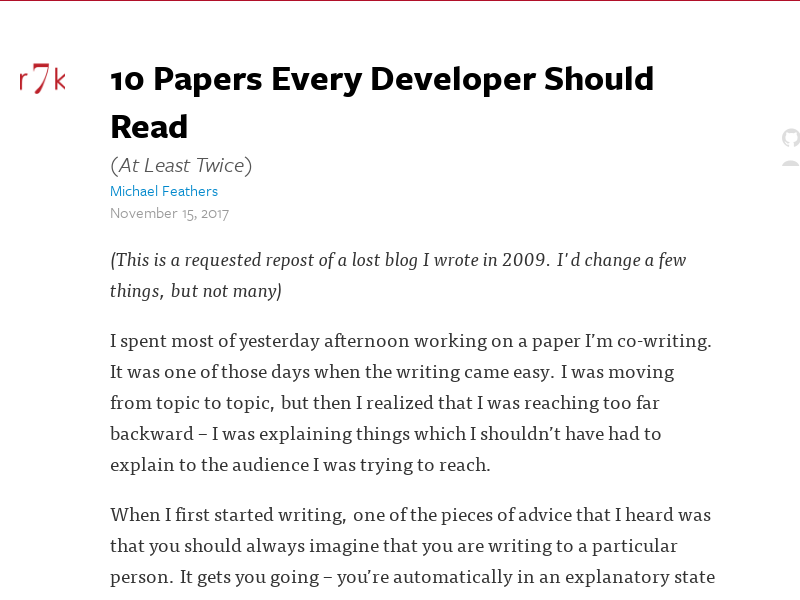 r7k
10 Papers Every Developer Should
Read
(At Least Twice)
Michael Feathers
November 15, 2017
(This is a requested repost of a lost blog I wrote in 2009. I'd change a few
things, but not many)
I spent most of yesterday afternoon working on a paper I’m co-writing.
It was one of those days when the writing came easy. I was moving
from topic to topic, but then I realized that I was reaching too far
backward – I was explaining things which I shouldn’t have had to
explain to the audience I was trying to reach.
When I first started writing, one of the pieces of advice that I heard was
that you should always imagine that you are writing to a particular
person. It gets you going – you’re automatically in an explanatory state